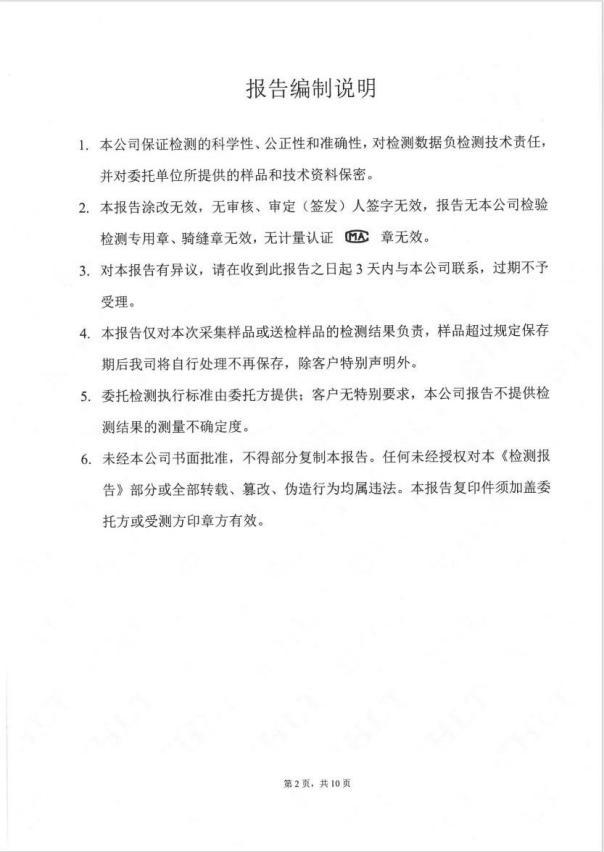 报告编制说明
1. 本公司保证检测的科学性、公正性和准确性，对检测数据负检测技术责任，
并对委托单位所提供的样品和技术资料保密。
2. 本报告涂改无效，无审核、审定（签发）人签字无效，报告无本公司检验
检测专用章、骑缝章无效，无计量认证 MA 章无效。
3. 对本报告有异议，请在收到此报告之日起 3 天内与本公司联系，过期不予
受理。
4. 本报告仅对本次采集样品或送检样品的检测结果负责，样品超过规定保存
期后我司将自行处理不再保存，除客户特别声明外。
5. 委托检测执行标准由委托方提供；客户无特别要求，本公司报告不提供检
测结果的测量不确定度。
6. 未经本公司书面批准，不得部分复制本报告。任何未经授权对本《检测报
告》部分或全部转载、篡改、伪造行为均属违法。本报告复印件须加盖委
托方或受测方印章方有效。
第 2 页，共 10 页